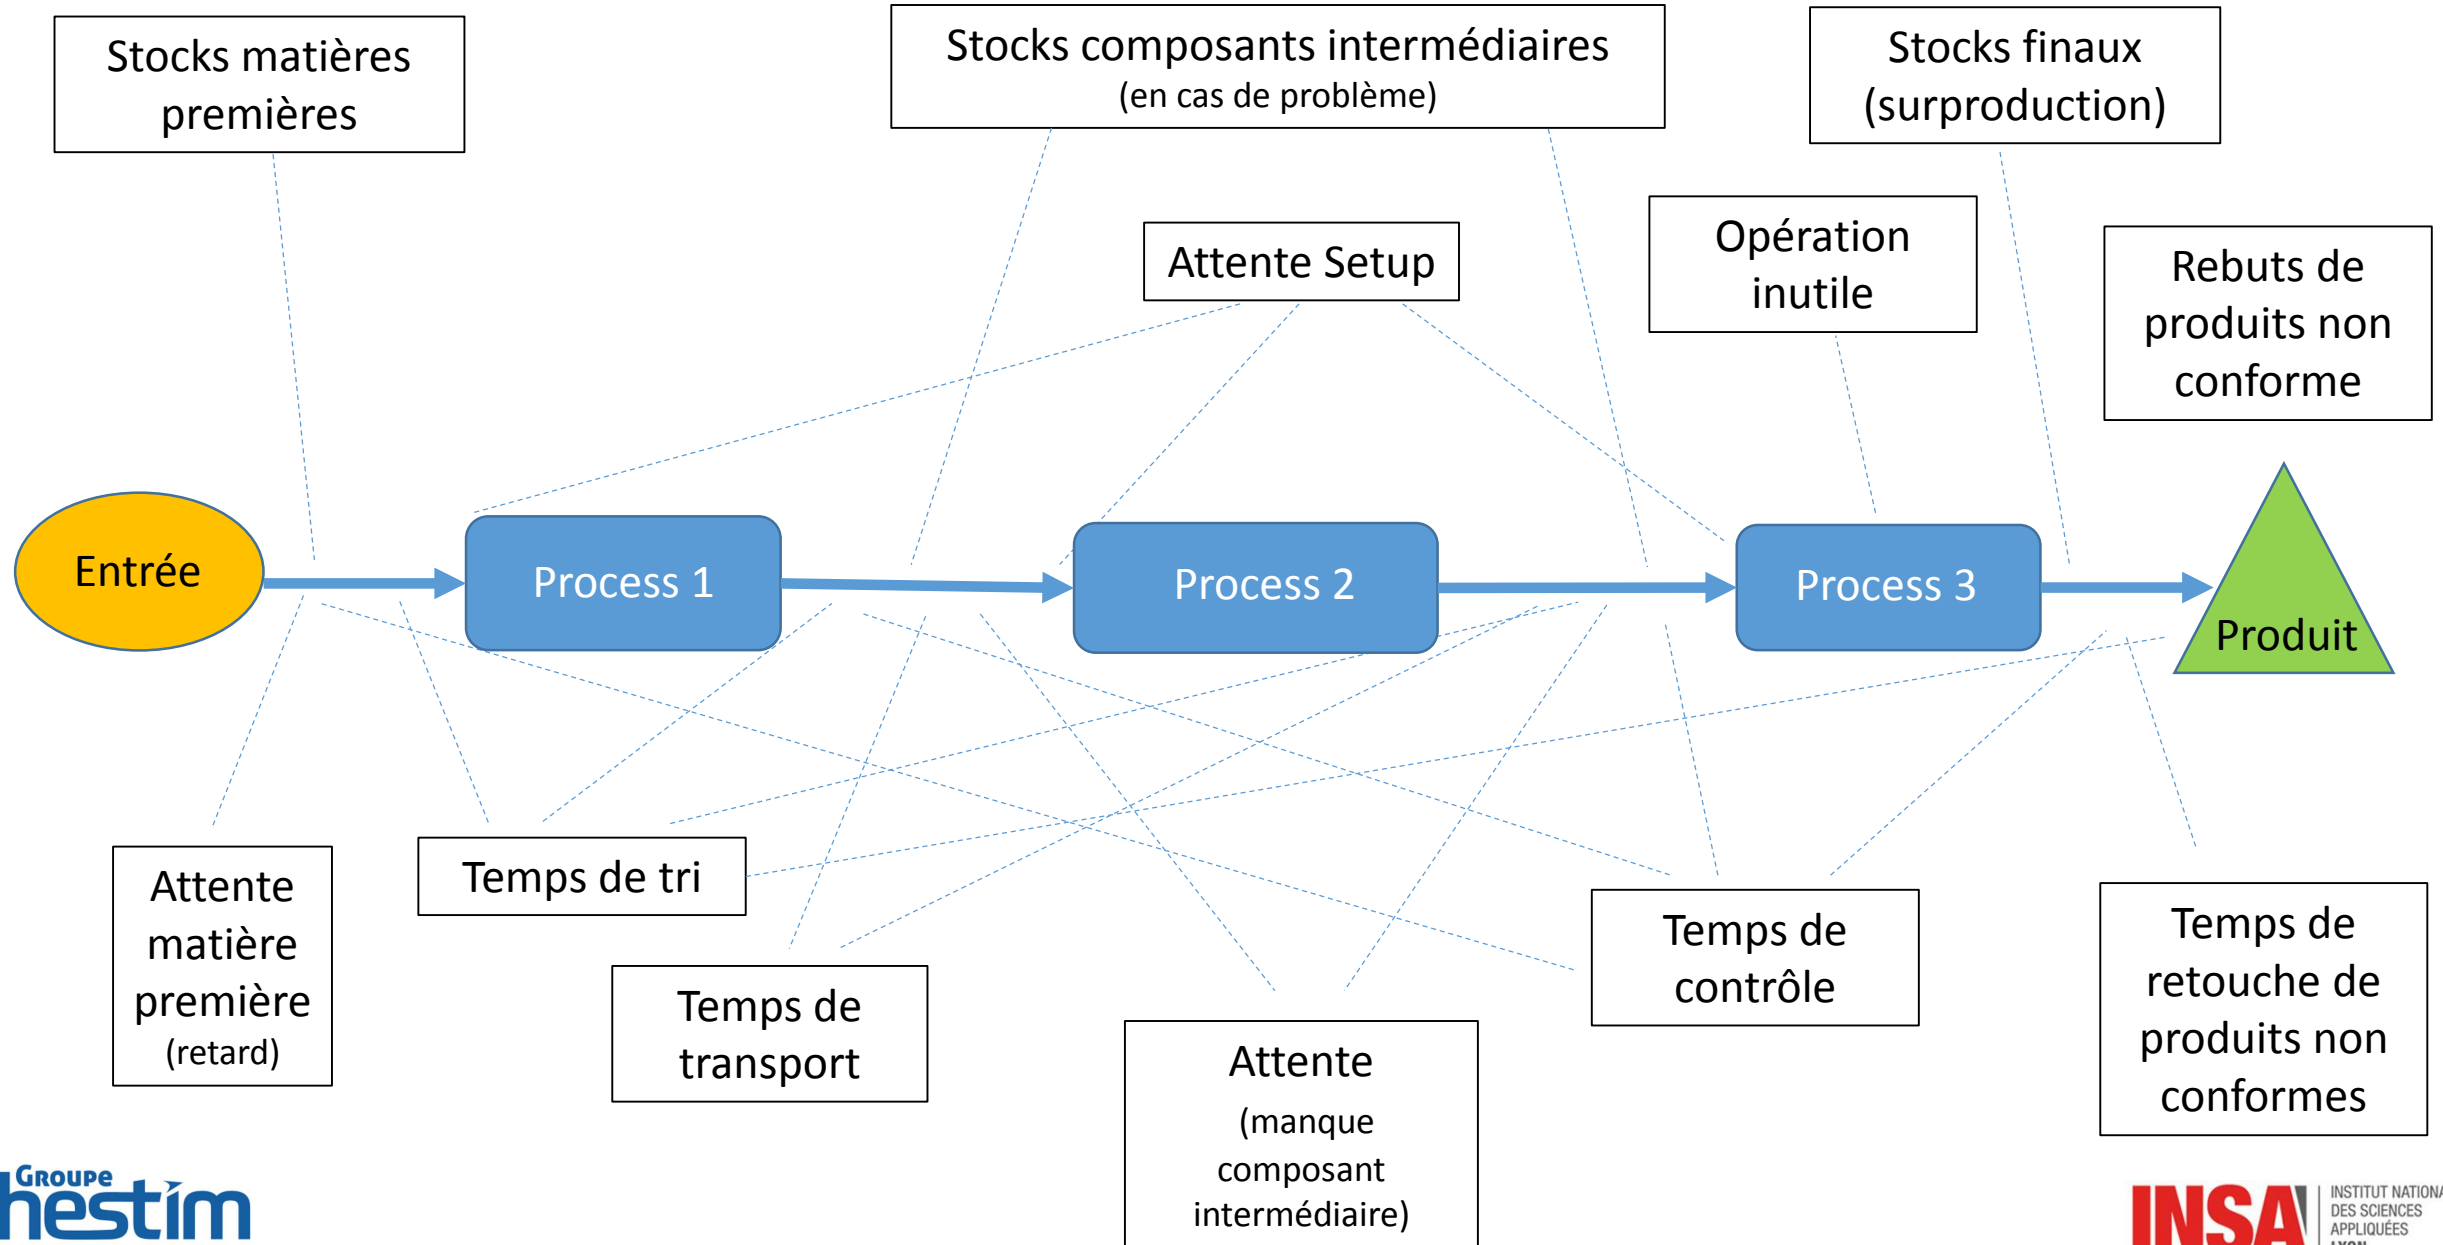 Stocks matières
premières
Stocks composants intermédiaires
(en cas de problème)
Stocks finaux
(surproduction)
Attente Setup
Opération
inutile
Rebuts de
produits non
conforme
Entrée
Process 1
Process 2
Process 3
Produit
Attente
matière
première
(retard)
Temps de tri
Temps de
transport
Attente
(manque
composant
intermédiaire)
Temps de
contrôle
Temps de
retouche de
produits non
conformes
GROUPE
hestim
INSA
INSTITUT NATIONA
DES SCIENCES
APPLIQUÉES
LYON